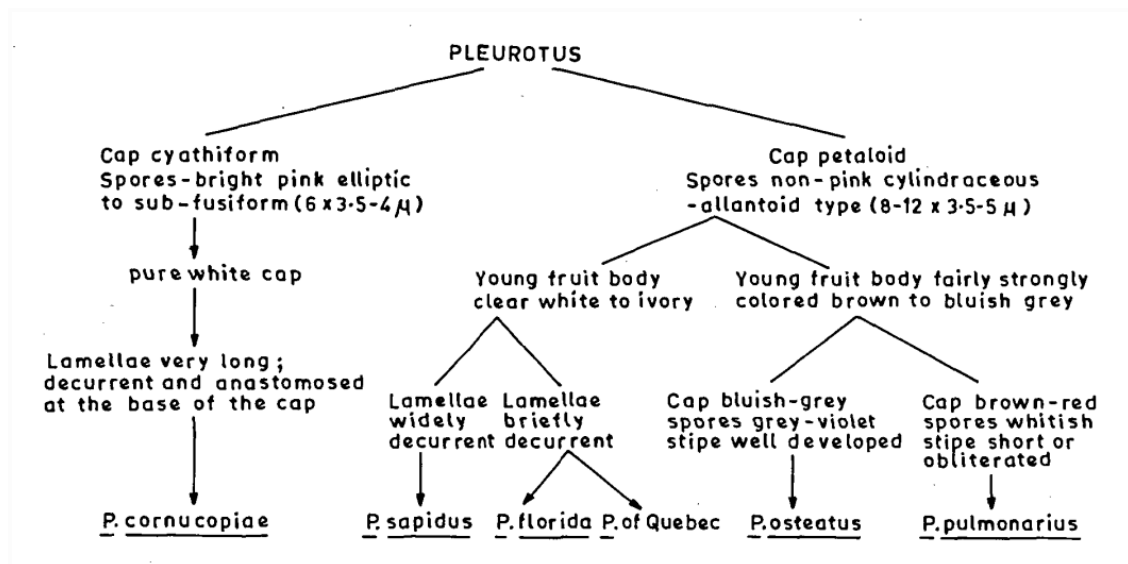 PLEUROTUS
Cap cyathiform
Spores-bright pink elliptic
to sub-fusiform (6 x 3·5-4 µ)
Cap petaloid
Spores non-pink cylindraceous
-allantoid type (8-12 x 3·5-5 µ)
pure white cap
Young fruit body
clear white to ivory
Young fruit body fairly strongly
colored brown to bluish grey
Lamellae very long;
decurrent and anastomosed
at the base of the cap
Lamellae
widely
decurrent
Lamellae
briefly
decurrent
Cap bluish-grey
spores grey-violet
stipe well developed
Cap brown-red
spores whitish
stipe short or
obliterated
P. cornucopiae
P. sapidus
P. florida
P. of Quebec
P. osteatus
P. pulmonarius